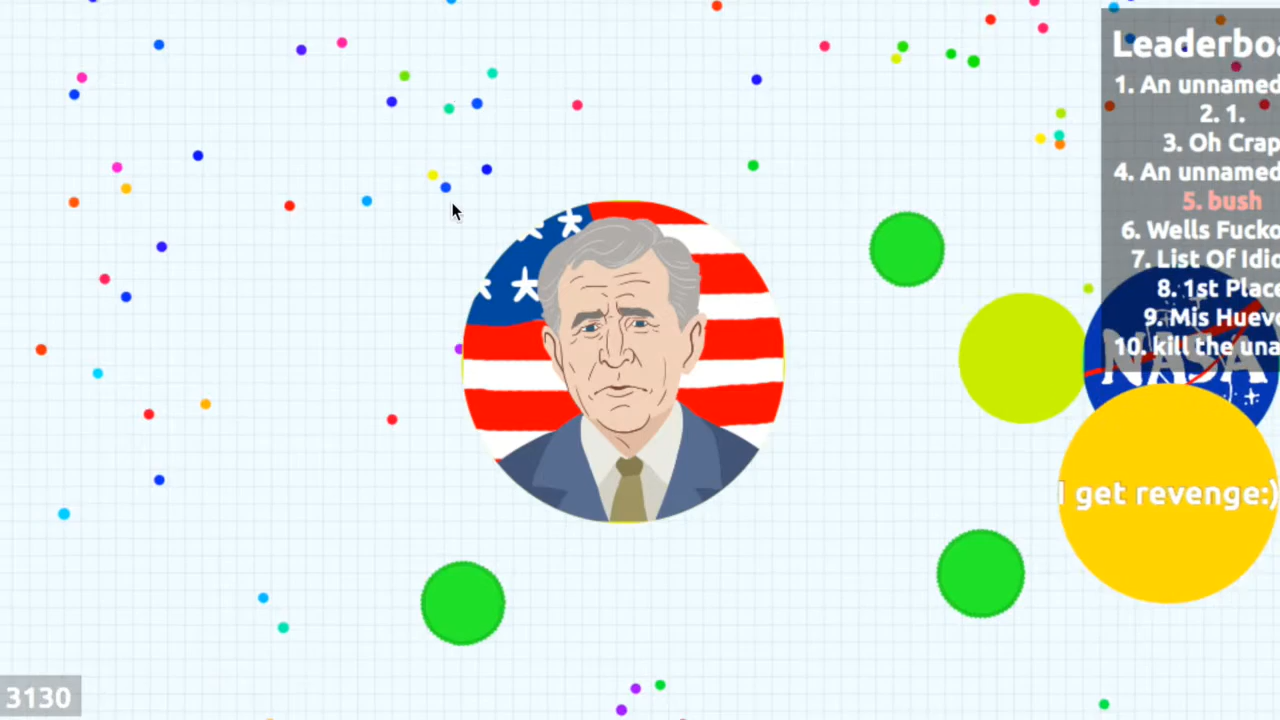 Leaderboa
1. An unnamed
2. 1.
3. Oh Crap
4. An unnamed
5. bush
6. Wells Fucko
7. List Of Idio
8. 1st Place
9. Mis Huevo
10. kill the una
NASA
I get revenge:)
3130